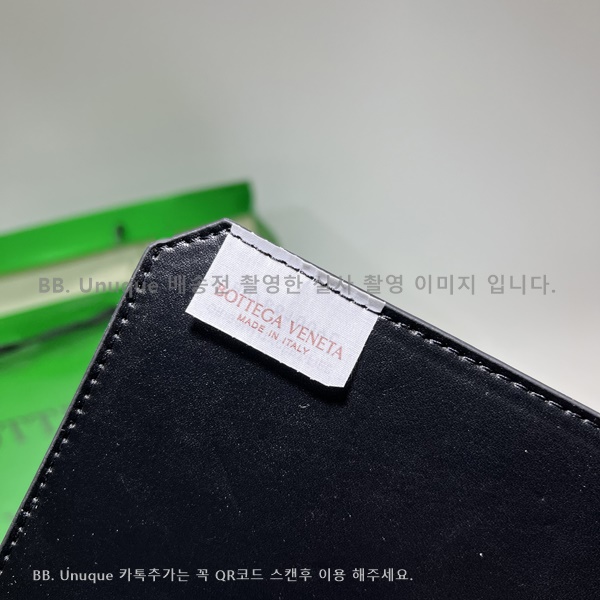 BB. Unuque 배송전 촬영한 실사 촬영 이미지 입니다.
BOTTEGA VENETA
MADE IN ITALY
BB. Unuque 카톡추가는 꼭 QR코드 스캔후 이용 해주세요.